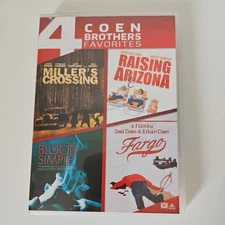 4 COEN
BROTHERS
FAVORITES
MILLER'S
CROSSING
RAISING
ARIZONA
a film by
Joel Coen & Ethan Coen
BLOOD
SIMPLE
Fargo